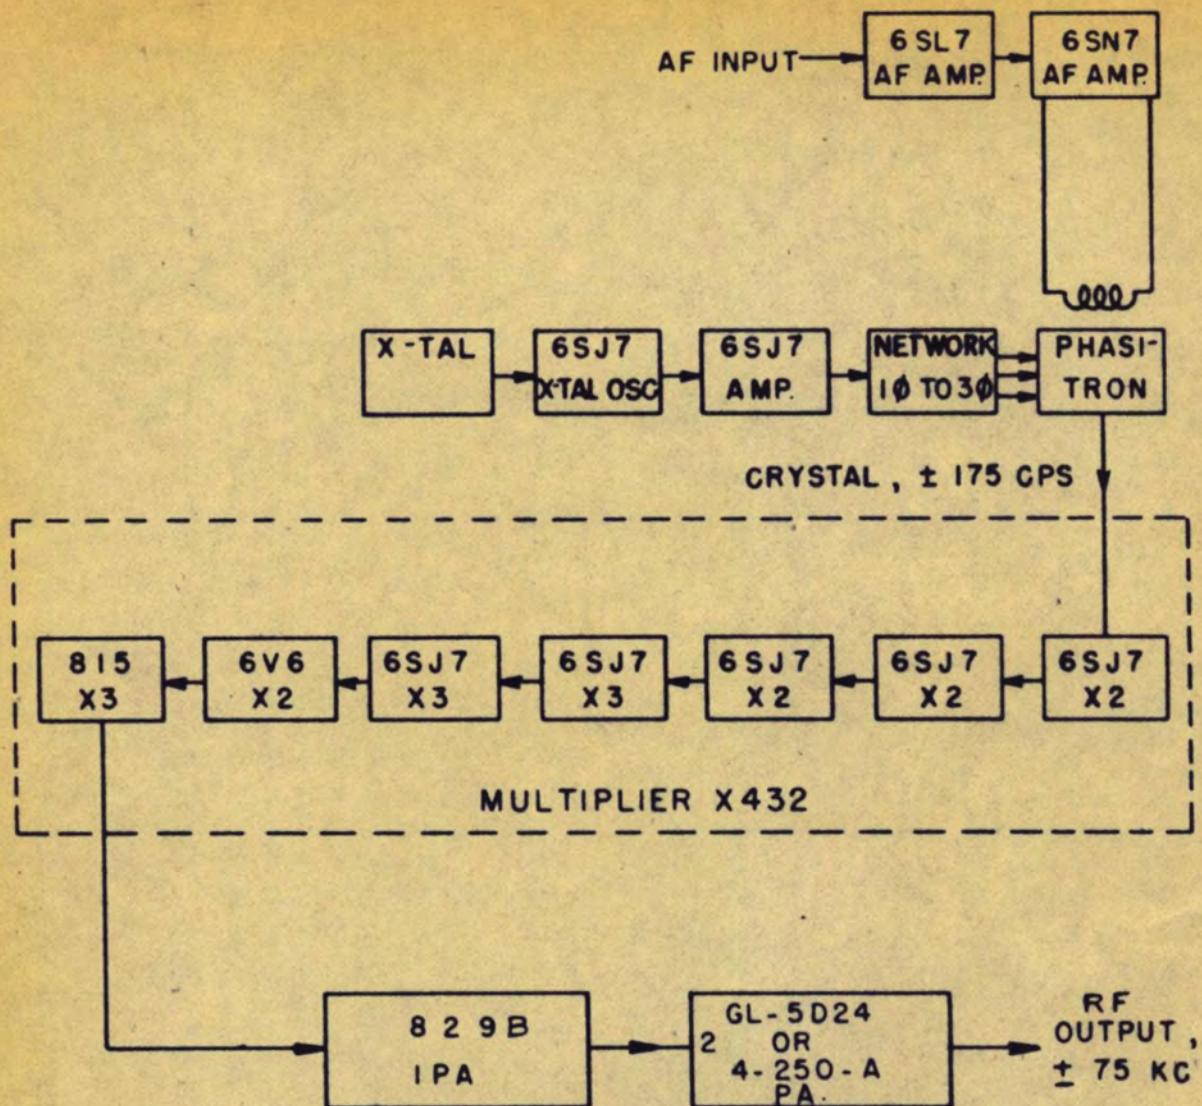 AF INPUT
6SL7
AF AMP.
6SN7
AF AMP.
X-TAL
6SJ7
X-TAL OSC
6SJ7
AMP.
NETWORK
1Ø TO 3Ø
PHASI-
TRON
CRYSTAL, ± 175 CPS
815
X3
6V6
X2
6SJ7
X3
6SJ7
X3
6SJ7
X2
6SJ7
X2
6SJ7
X2
MULTIPLIER X432
829B
IPA
GL-5D24
2 OR
4-250-A
PA.
RF
OUTPUT,
± 75 KC